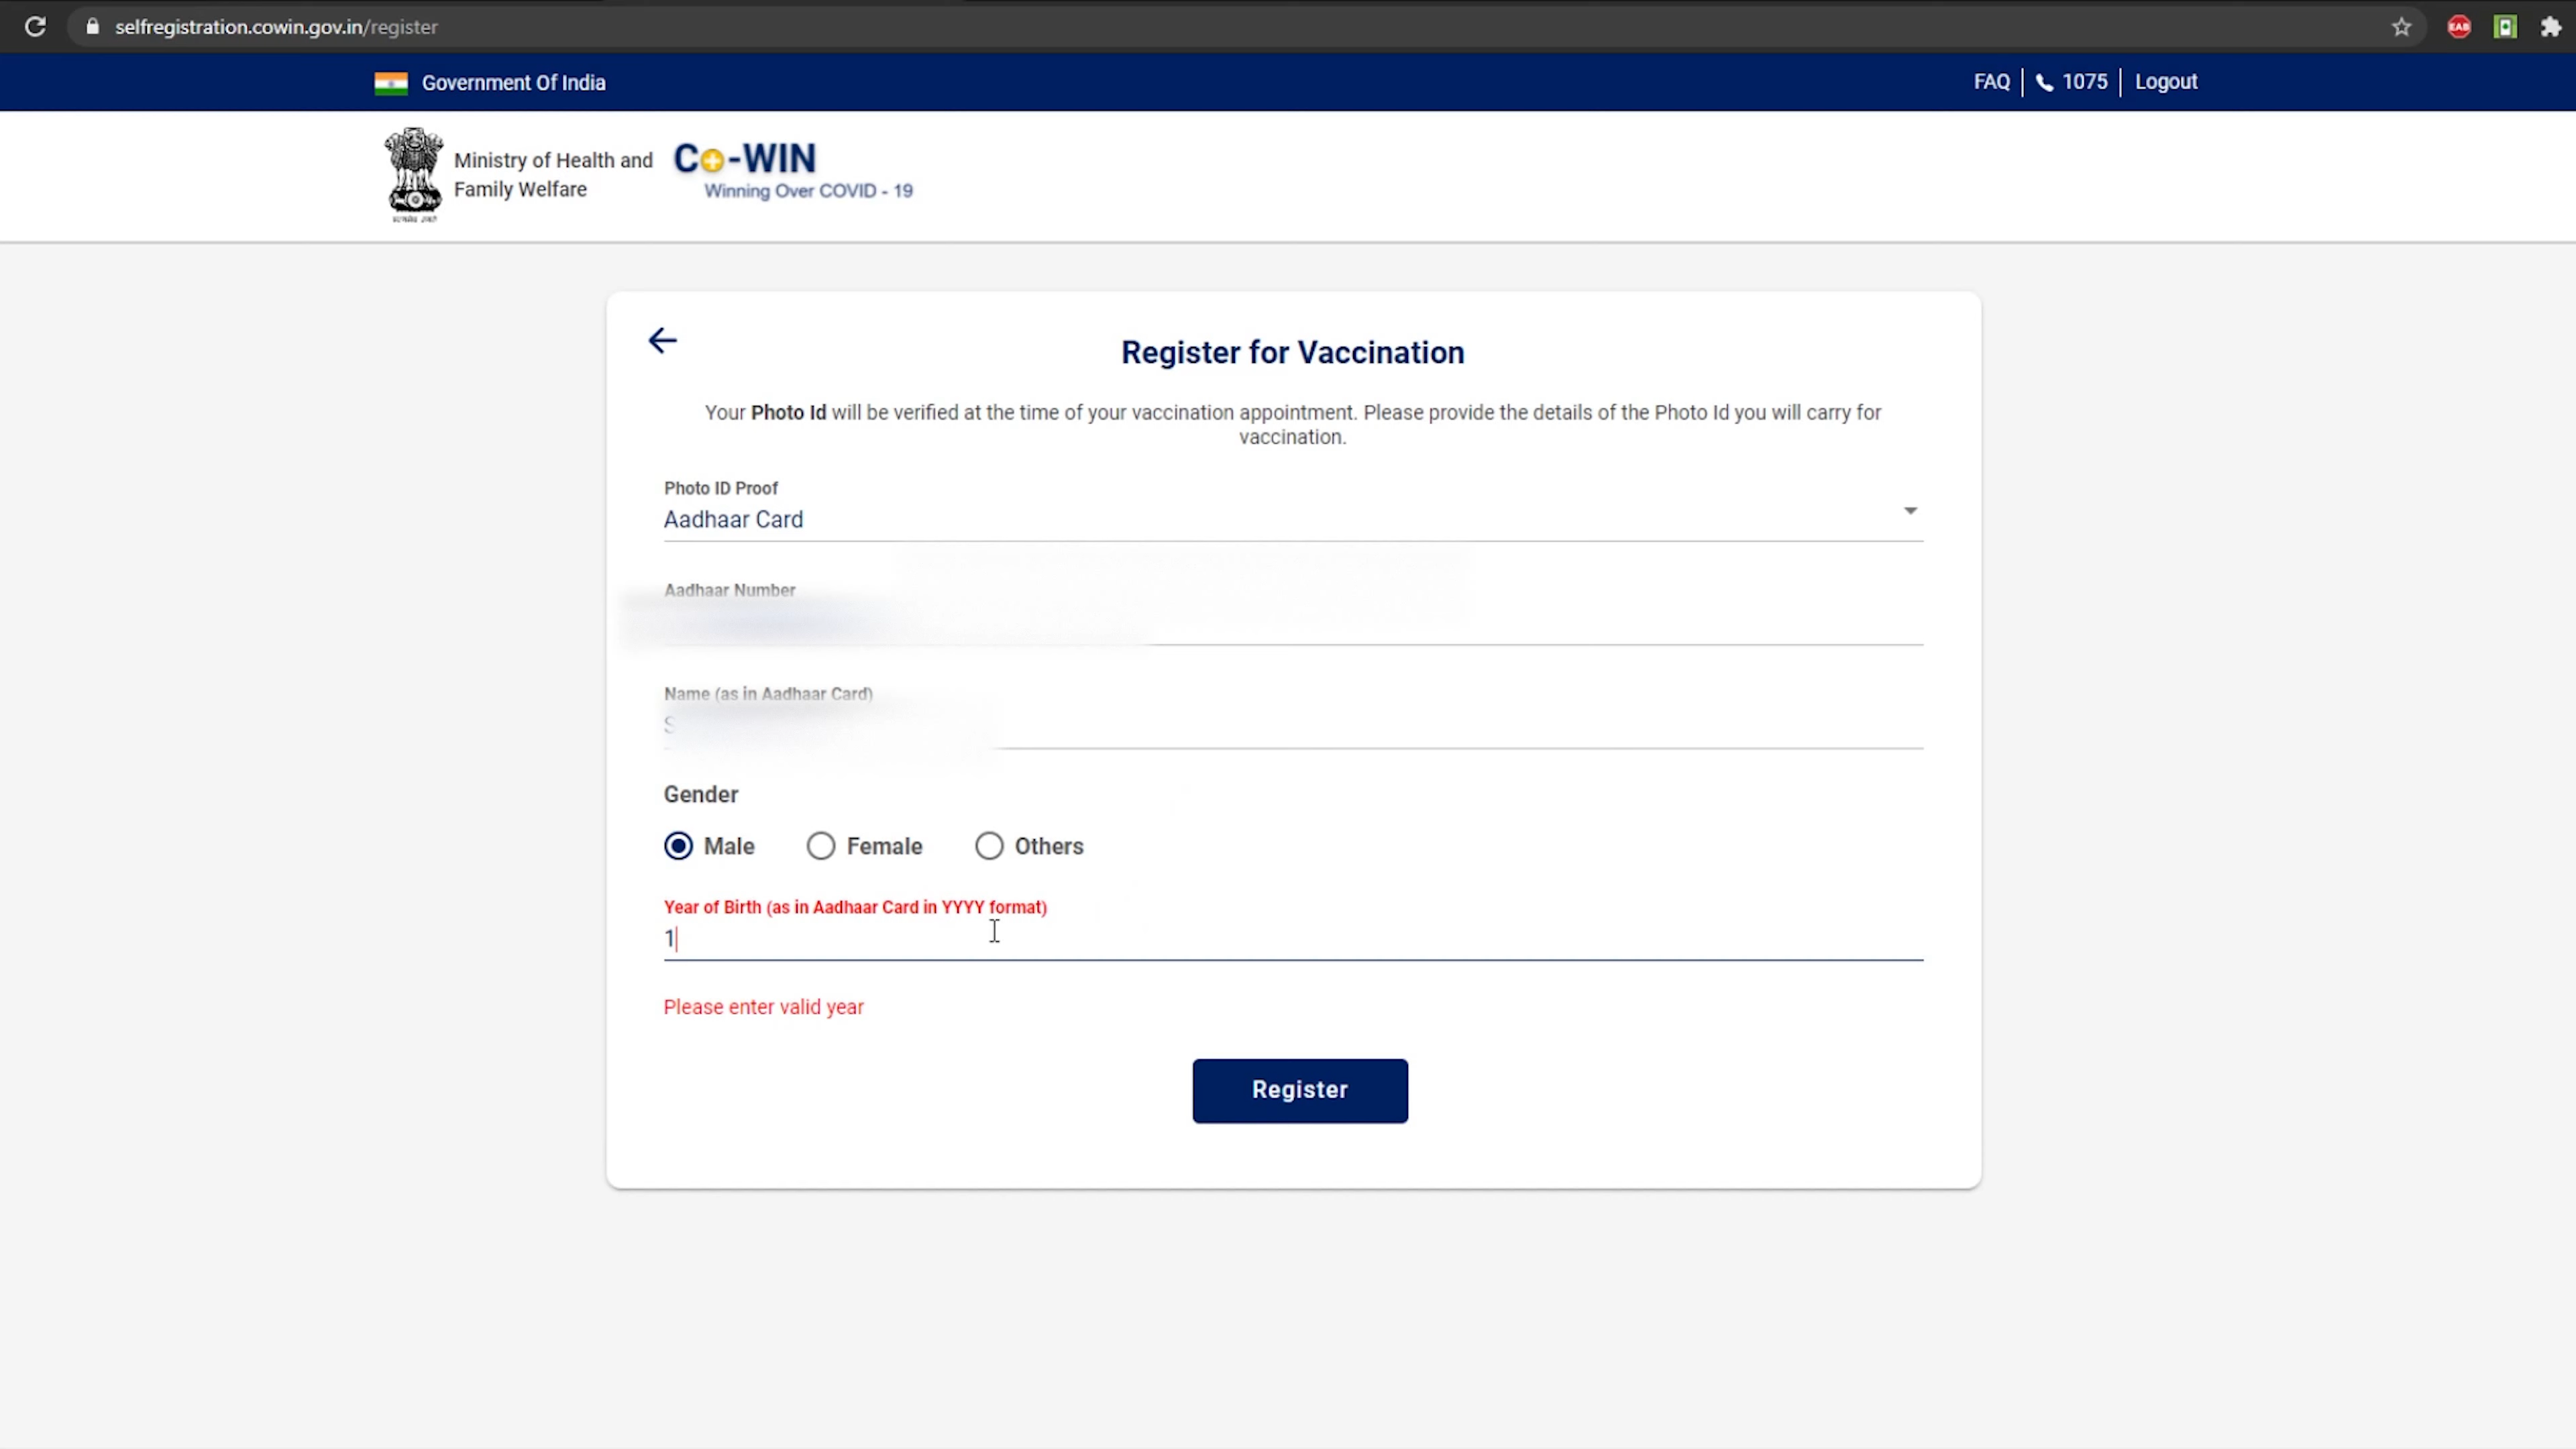 selfregistration.cowin.gov.in/register
EAB
Government Of India
FAQ | 1075 | Logout
Ministry of Health and
Family Welfare
Co-WIN
Winning Over COVID - 19
Register for Vaccination
Your Photo Id will be verified at the time of your vaccination appointment. Please provide the details of the Photo Id you will carry for
vaccination.
Photo ID Proof
Aadhaar Card
Aadhaar Number
Name (as in Aadhaar Card)
S
Gender
Male Female Others
Year of Birth (as in Aadhaar Card in YYYY format)
1
Please enter valid year
Register